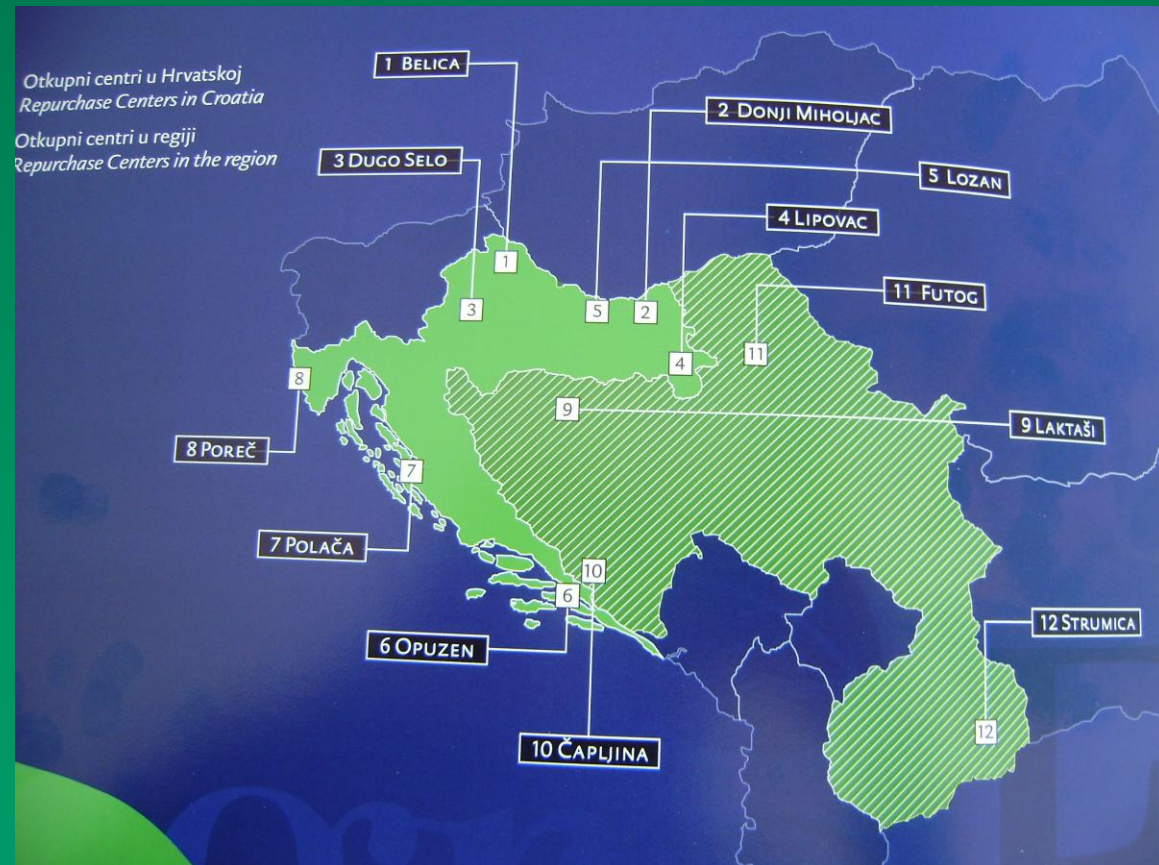 Otkupni centri u Hrvatskoj
Repurchase Centers in Croatia
Otkupni centri u regiji
Repurchase Centers in the region
1 BELICA
2 DONJI MIHOLJAC
3 DUGO SELO
5 LOZAN
4 LIPOVAC
11 FUTOG
9 LAKTAŠI
8 POREČ
7 POLAČA
6 OPUZEN
10 ČAPLJINA
12 STRUMICA
1
3
5
2
4
11
8
9
7
10
6
12